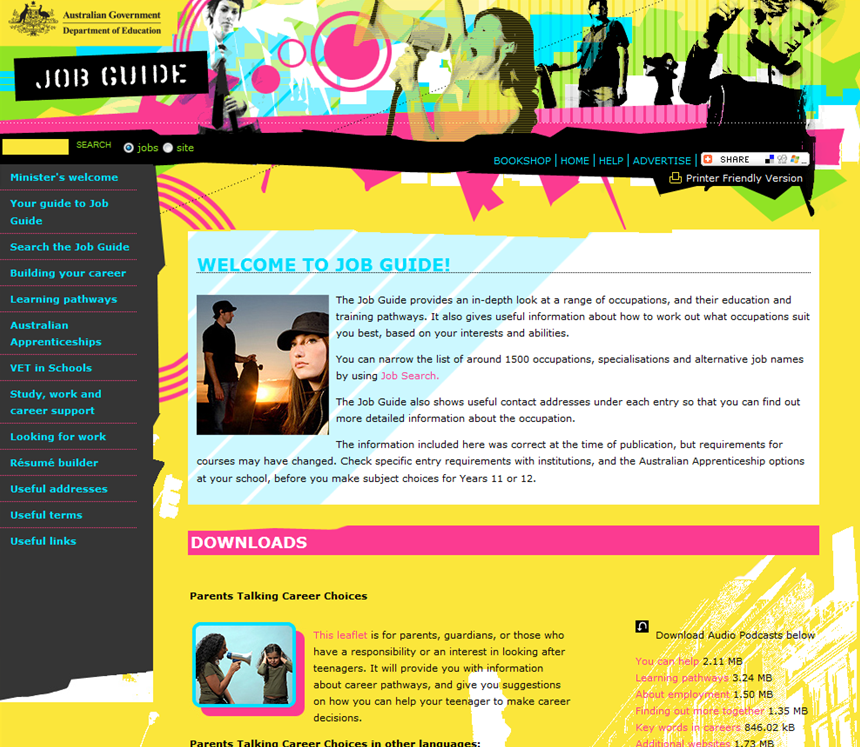 Australian Government
Department of Education
JOB GUIDE
SEARCH
jobs
site
BOOKSHOP | HOME | HELP | ADVERTISE |
SHARE
Printer Friendly Version
Minister's welcome
Your guide to Job
Guide
Search the Job Guide
Building your career
Learning pathways
Australian
Apprenticeships
VET in Schools
Study, work and
career support
Looking for work
Résumé builder
Useful addresses
Useful terms
Useful links
WELCOME TO JOB GUIDE!
The Job Guide provides an in-depth look at a range of occupations, and their education and
training pathways. It also gives useful information about how to work out what occupations suit
you best, based on your interests and abilities.
You can narrow the list of around 1500 occupations, specialisations and alternative job names
by using Job Search.
The Job Guide also shows useful contact addresses under each entry so that you can find out
more detailed information about the occupation.
The information included here was correct at the time of publication, but requirements for
courses may have changed. Check specific entry requirements with institutions, and the Australian Apprenticeship options
at your school, before you make subject choices for Years 11 or 12.
DOWNLOADS
Parents Talking Career Choices
This leaflet is for parents, guardians, or those who
have a responsibility or an interest in looking after
teenagers. It will provide you with information
about career pathways, and give you suggestions
on how you can help your teenager to make career
decisions.
Parents Talking Career Choices in other languages:
Download Audio Podcasts below
You can help 2.11 MB
Learning pathways 3.24 MB
About employment 1.50 MB
Finding out more together 1.35 MB
Key words in careers 846.02 kB
Additional websites 1.73 MB